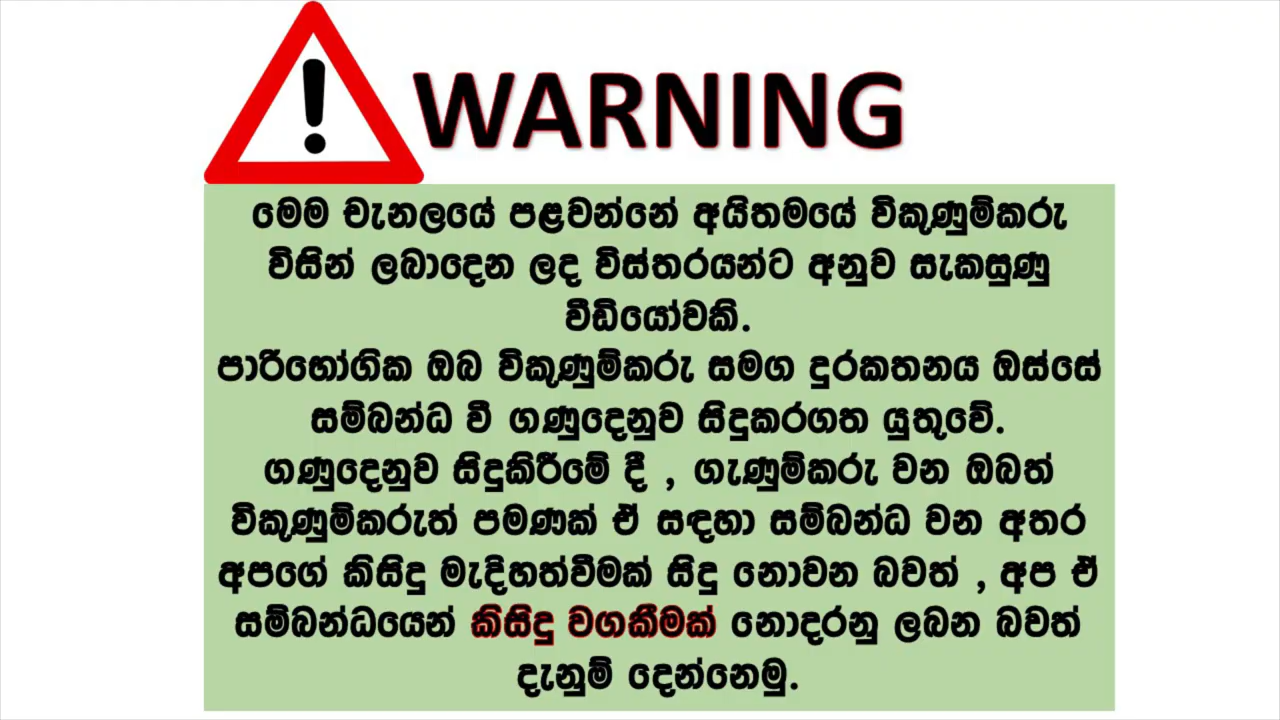 WARNING
මෙම චැනලයේ පළවන්නේ අයිතමයේ විකුණුම්කරු
විසින් ලබාදෙන ලද විස්තරයන්ට අනුව සැකසුණු
වීඩියෝවකි.
පාරිභෝගික ඔබ විකුණුම්කරු සමග දුරකතනය ඔස්සේ
සම්බන්ධ වී ගණුදෙනුව සිදුකරගත යුතුවේ.
ගණුදෙනුව සිදුකිරීමේ දී , ගැණුම්කරු වන ඔබත්
විකුණුම්කරුත් පමණක් ඒ සඳහා සම්බන්ධ වන අතර
අපගේ කිසිදු මැදිහත්වීමක් සිදු නොවන බවත් , අප ඒ
සම්බන්ධයෙන් කිසිදු වගකීමක් නොදරනු ලබන බවත්
දැනුම් දෙන්නෙමු.